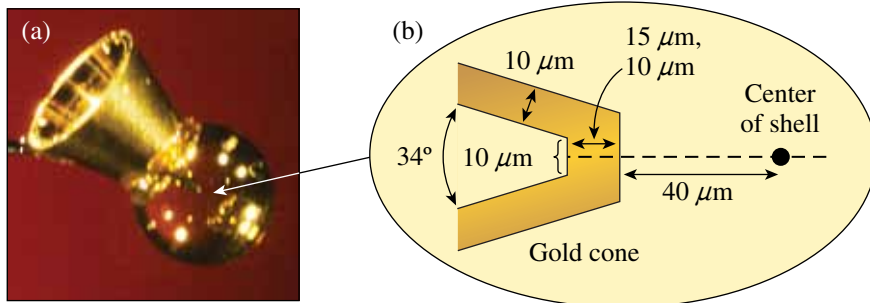 (a)
(b)
15 μm,
10 μm
10 μm
Center
of shell
34°
10 μm
40 μm
Gold cone